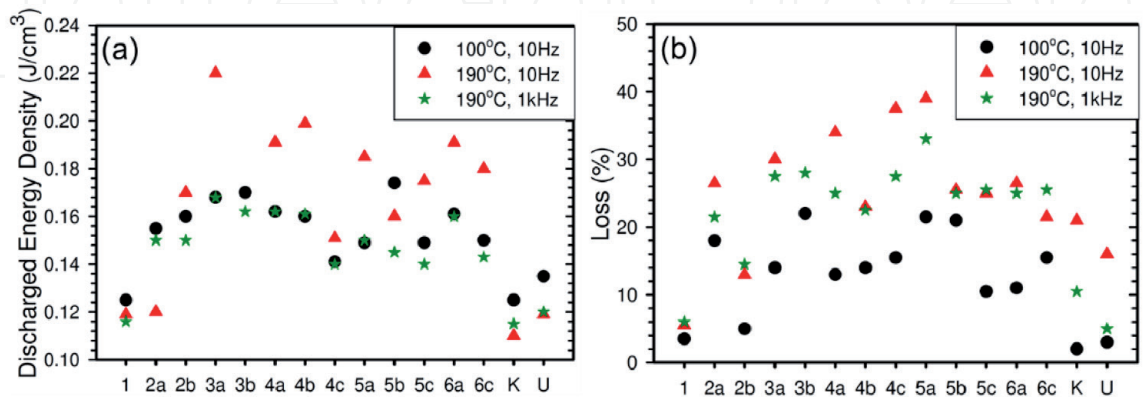 (a)
100°C, 10Hz
190°C, 10Hz
190°C, 1kHz
Discharged Energy Density (J/cm³)
0.24
0.22
0.20
0.18
0.16
0.14
0.12
0.10
1 2a 2b 3a 3b 4a 4b 4c 5a 5b 5c 6a 6c K U
(b)
100°C, 10Hz
190°C, 10Hz
190°C, 1kHz
Loss (%)
50
40
30
20
10
0
1 2a 2b 3a 3b 4a 4b 4c 5a 5b 5c 6a 6c K U